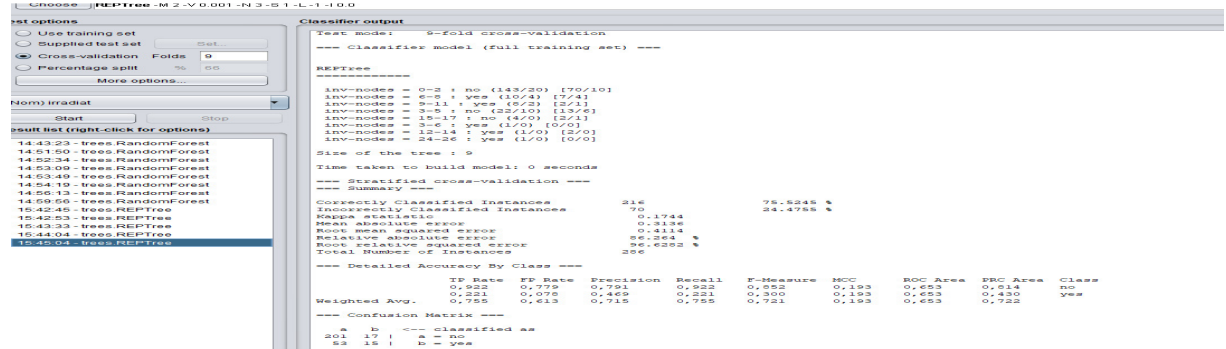 Choose REPTree -M 2 -V 0.001 -N 3 -S 1 -L -1 -I 0.0
est options
Use training set
Supplied test set Set...
Cross-validation Folds 9
Percentage split % 66
More options...
(Nom) irradiat
Start Stop
esult list (right-click for options)
14:43:23 - trees.RandomForest
14:51:50 - trees.RandomForest
14:52:34 - trees.RandomForest
14:53:09 - trees.RandomForest
14:53:49 - trees.RandomForest
14:54:19 - trees.RandomForest
14:56:13 - trees.RandomForest
14:59:56 - trees.RandomForest
15:42:45 - trees.REPTree
15:42:53 - trees.REPTree
15:43:33 - trees.REPTree
15:44:04 - trees.REPTree
15:45:04 - trees.REPTree
Classifier output
Test mode: 9-fold cross-validation
=== Classifier model (full training set) ===
REPTree
============
inv-nodes = 0-2 : no (143/20) [70/10]
inv-nodes = 6-8 : yes (10/4) [7/4]
inv-nodes = 9-11 : yes (8/2) [2/1]
inv-nodes = 3-5 : no (22/10) [13/6]
inv-nodes = 15-17 : no (4/0) [2/1]
inv-nodes = 3-6 : yes (1/0) [0/0]
inv-nodes = 12-14 : yes (1/0) [2/0]
inv-nodes = 24-26 : yes (1/0) [0/0]
Size of the tree : 9
Time taken to build model: 0 seconds
=== Stratified cross-validation ===
=== Summary ===
Correctly Classified Instances 216 75.5245 %
Incorrectly Classified Instances 70 24.4755 %
Kappa statistic 0.1744
Mean absolute error 0.3136
Root mean squared error 0.4114
Relative absolute error 86.264 %
Root relative squared error 96.6282 %
Total Number of Instances 286
=== Detailed Accuracy By Class ===
TP Rate FP Rate Precision Recall F-Measure MCC ROC Area PRC Area Class
0,922 0,779 0,791 0,922 0,852 0,193 0,653 0,814 no
0,221 0,078 0,469 0,221 0,300 0,193 0,653 0,430 yes
Weighted Avg. 0,755 0,613 0,715 0,755 0,721 0,193 0,653 0,722
=== Confusion Matrix ===
a b <-- classified as
201 17 | a = no
53 15 | b = yes